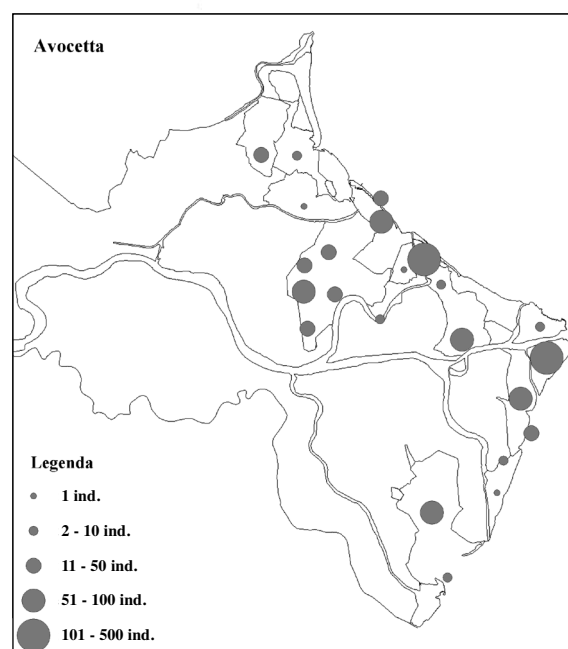 Avocetta
Legenda
1 ind.
2 - 10 ind.
11 - 50 ind.
51 - 100 ind.
101 - 500 ind.